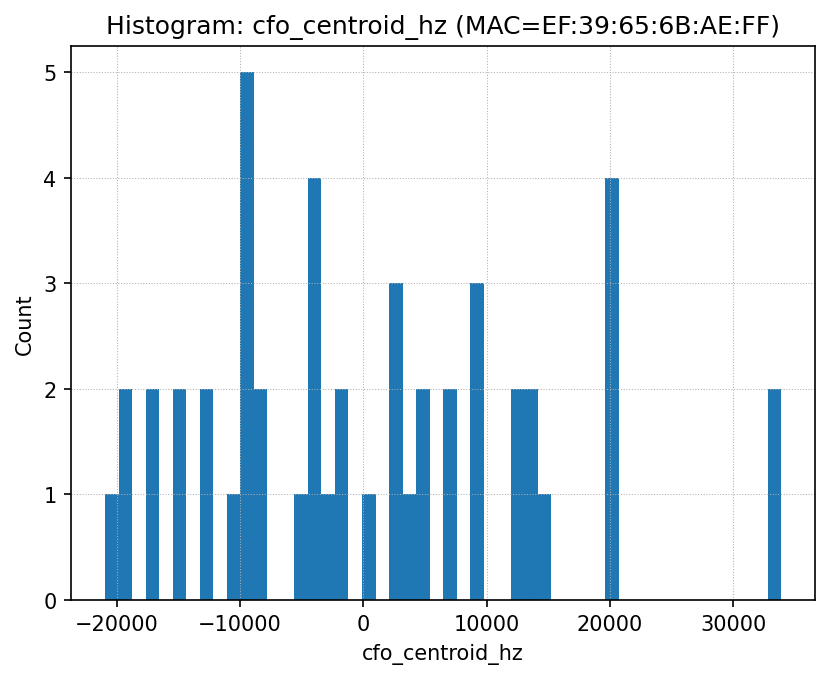 Histogram: cfo_centroid_hz (MAC=EF:39:65:6B:AE:FF)
5
4
3
2
1
0
Count
−20000 −10000 0 10000 20000 30000
cfo_centroid_hz